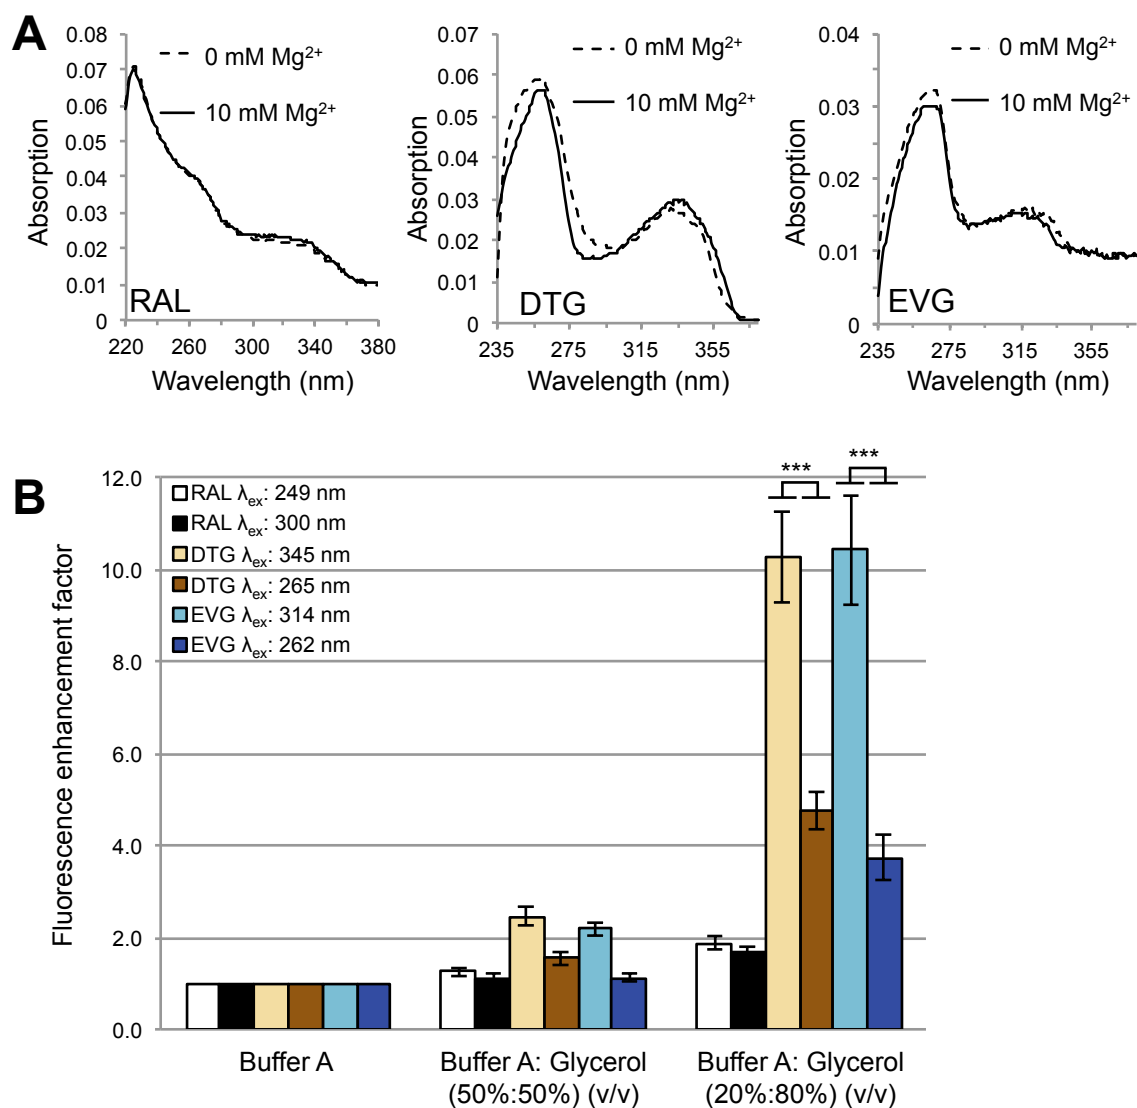 A
0.08
0.07
0.06
0.05
0.04
0.03
0.02
0.01
0
Absorption
0 mM Mg²⁺
10 mM Mg²⁺
RAL
220 260 300 340 380
Wavelength (nm)
0.07
0.06
0.05
0.04
0.03
0.02
0.01
0
Absorption
0 mM Mg²⁺
10 mM Mg²⁺
DTG
235 275 315 355
Wavelength (nm)
0.04
0.03
0.02
0.01
0
Absorption
0 mM Mg²⁺
10 mM Mg²⁺
EVG
235 275 315 355
Wavelength (nm)
B
12.0
10.0
8.0
6.0
4.0
2.0
0.0
Fluorescence enhancement factor
RAL λex: 249 nm
RAL λex: 300 nm
DTG λex: 345 nm
DTG λex: 265 nm
EVG λex: 314 nm
EVG λex: 262 nm
*** ***
Buffer A
Buffer A: Glycerol
(50%:50%) (v/v)
Buffer A: Glycerol
(20%:80%) (v/v)